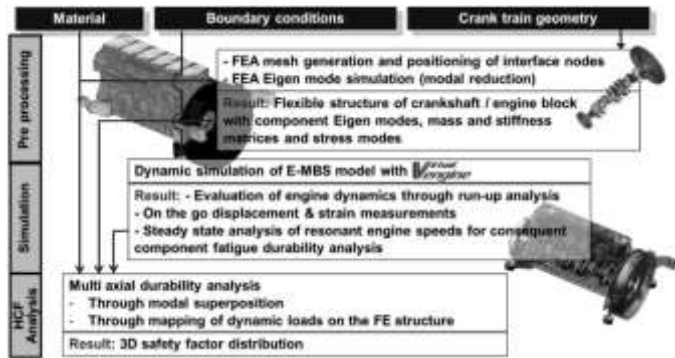 Material
Boundary conditions
Crank train geometry
Pre processing
- FEA mesh generation and positioning of interface nodes
- FEA Eigen mode simulation (modal reduction)
Result: Flexible structure of crankshaft / engine block
with component Eigen modes, mass and stiffness
matrices and stress modes
Simulation
Dynamic simulation of E-MBS model with Virtual engine
Result: - Evaluation of engine dynamics through run-up analysis
- On the go displacement & strain measurements
- Steady state analysis of resonant engine speeds for consequent
component fatigue durability analysis
HCF
Analysis
Multi axial durability analysis
- Through modal superposition
- Through mapping of dynamic loads on the FE structure
Result: 3D safety factor distribution